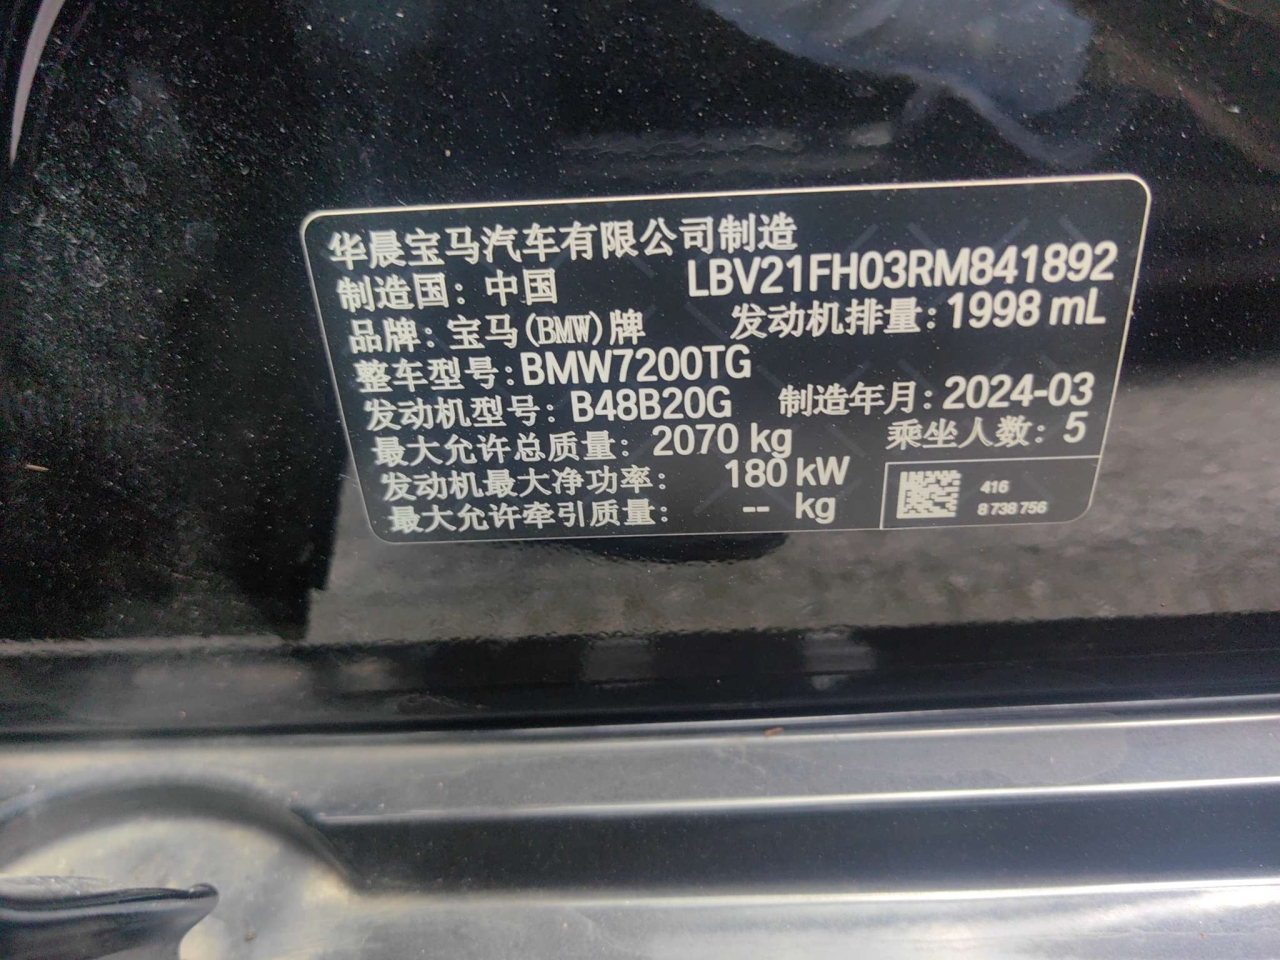 华晨宝马汽车有限公司制造
制造国：中国 LBV21FH03RM841892
品牌：宝马(BMW)牌 发动机排量：1998 mL
整车型号：BMW7200TG
发动机型号：B48B20G 制造年月：2024-03
最大允许总质量：2070 kg 乘坐人数：5
发动机最大净功率：180 kW
最大允许牵引质量：-- kg
416
8 738 756